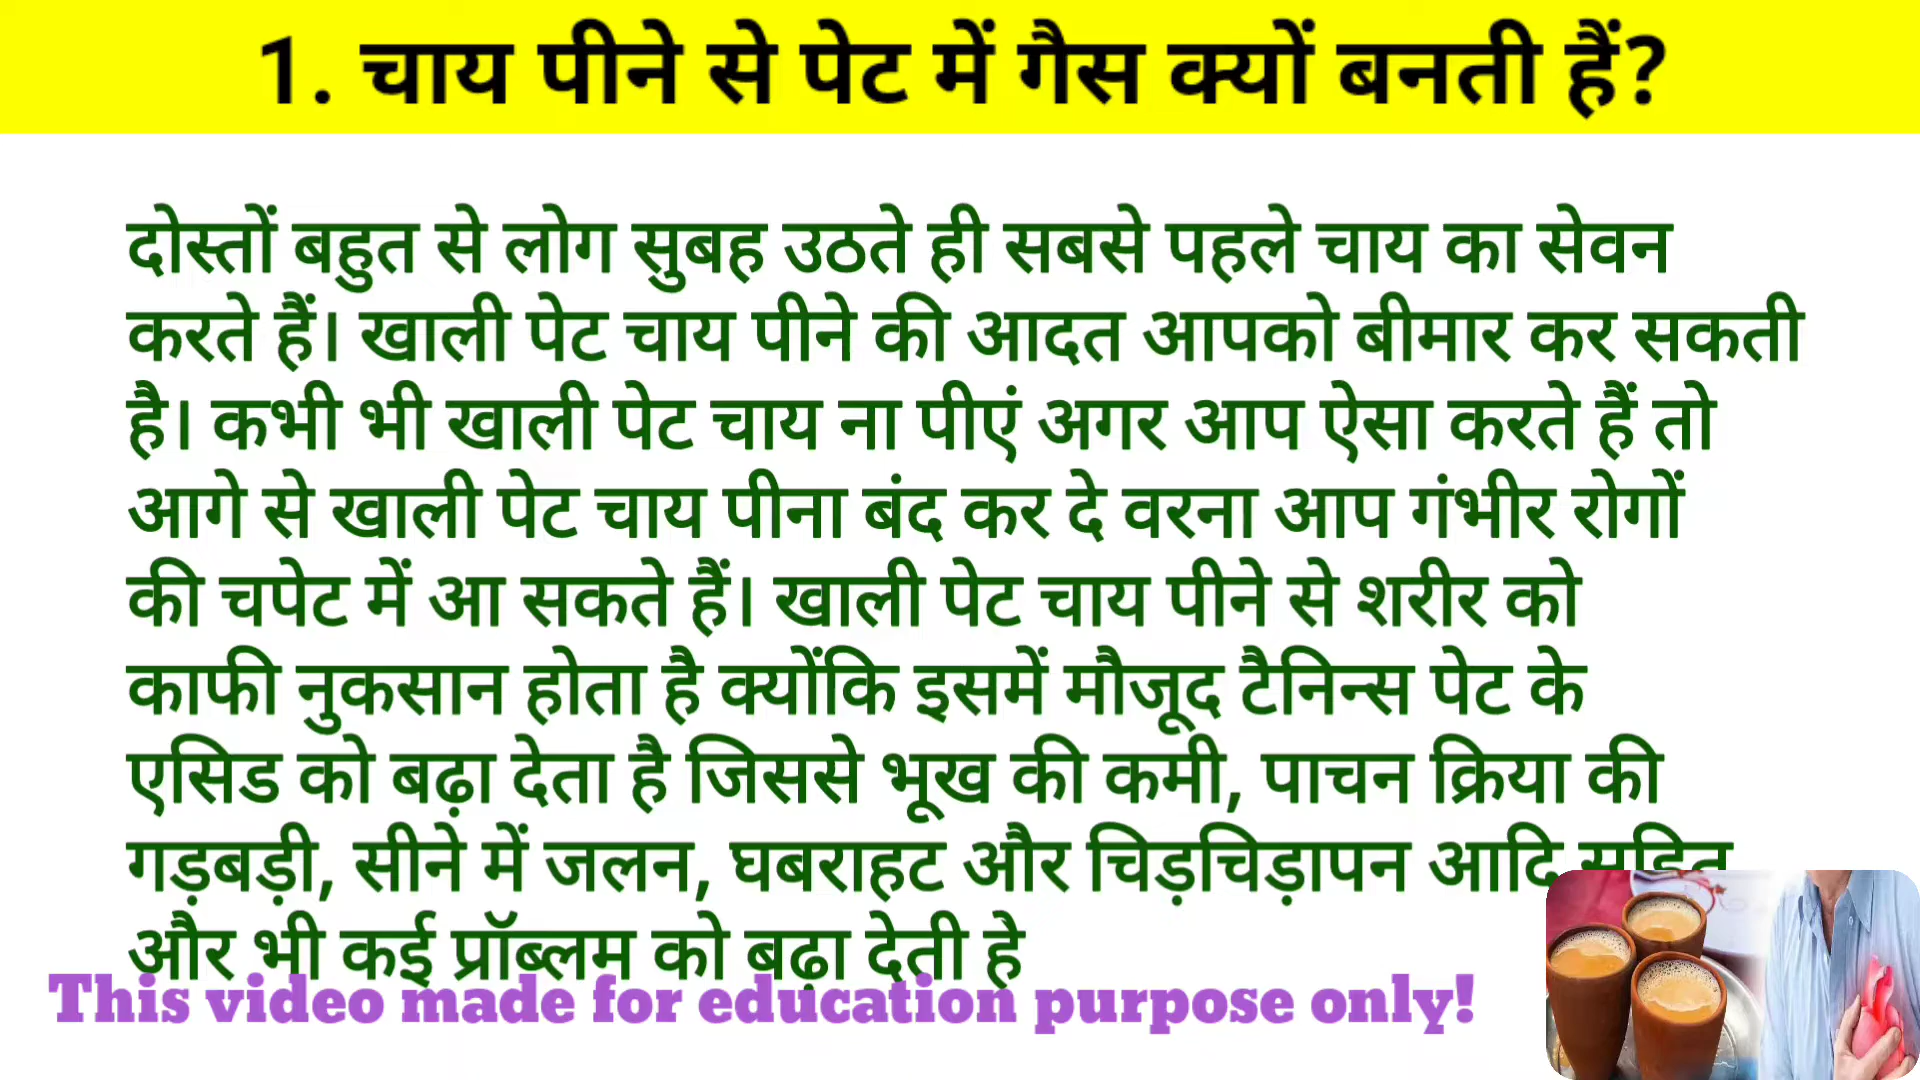 1. चाय पीने से पेट में गैस क्यों बनती हैं?
दोस्तों बहुत से लोग सुबह उठते ही सबसे पहले चाय का सेवन
करते हैं। खाली पेट चाय पीने की आदत आपको बीमार कर सकती
है। कभी भी खाली पेट चाय ना पीएं अगर आप ऐसा करते हैं तो
आगे से खाली पेट चाय पीना बंद कर दे वरना आप गंभीर रोगों
की चपेट में आ सकते हैं। खाली पेट चाय पीने से शरीर को
काफी नुकसान होता है क्योंकि इसमें मौजूद टैनिन्स पेट के
एसिड को बढ़ा देता है जिससे भूख की कमी, पाचन क्रिया की
गड़बड़ी, सीने में जलन, घबराहट और चिड़चिड़ापन आदि सहित
और भी कई प्रॉब्लम को बढ़ा देती हे
This video made for education purpose only!